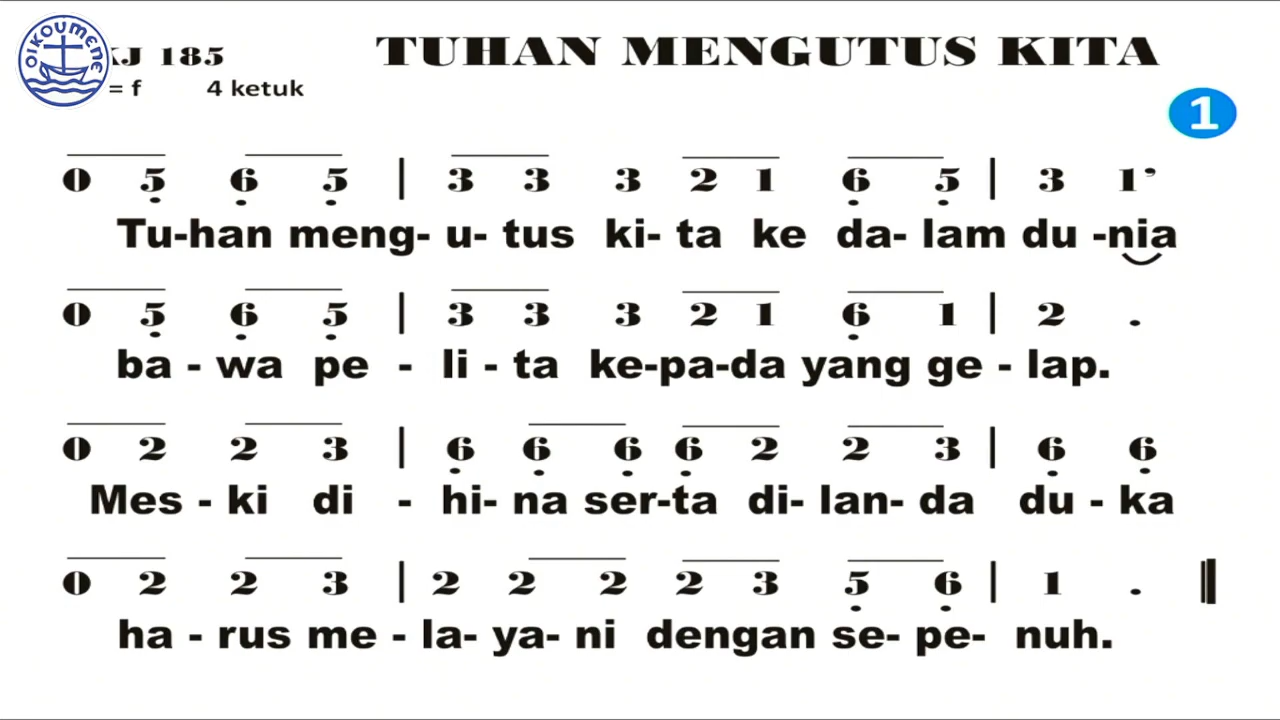 OIKOUMENE
KJ 185 TUHAN MENGUTUS KITA
= f 4 ketuk
1
0 5̣ 6̣ 5̣ | 3 3 3 2 1 6̣ 5̣ | 3 1’
Tu-han meng- u- tus ki- ta ke da- lam du -nia
0 5̣ 6̣ 5̣ | 3 3 3 2 1 6̣ 1 | 2 .
ba - wa pe - li - ta ke-pa-da yang ge - lap.
0 2 2 3 | 6̣ 6̣ 6̣ 6̣ 2 2 3 | 6̣ 6̣
Mes - ki di - hi- na ser-ta di- lan- da du - ka
0 2 2 3 | 2 2 2 2 3 5̣ 6̣ | 1 .
ha - rus me - la- ya- ni dengan se- pe- nuh.